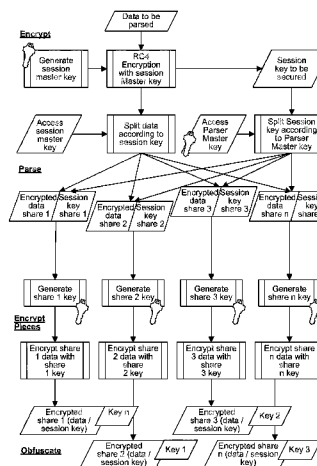 Data to be
parsed
Encrypt
Generate
session
master key
RC4
Encryption
with session
Master key
Session
key to be
secured
Access
session
master
key
Split data
according to
session key
Access
Parser
Master
key
Split Session
key according
to Parser
Master key
Parse
Encrypted
data
share 1
Session
key
share 1
Encrypted
data
share 2
Session
key
share 2
Encrypted
data
share 3
Session
key
share 3
Encrypted
data
share n
Session
key
share n
Generate
share 1 key
Generate
share 2 key
Generate
share 3 key
Generate
share n key
Encrypt
Pieces
Encrypt share
1 data with
share 1
key
Encrypt share
2 data with
share
2 key
Encrypt share
3 data with
share
3 key
Encrypt share
n data with
share
n key
Encrypted
share 1 (data /
session key)
Key n
Encrypted
share 3 (data /
session key)
Key 2
Obfuscate
Encrypted
share 2 (data /
session key)
Key 1
Encrypted
share n (data /
session key)
Key 3